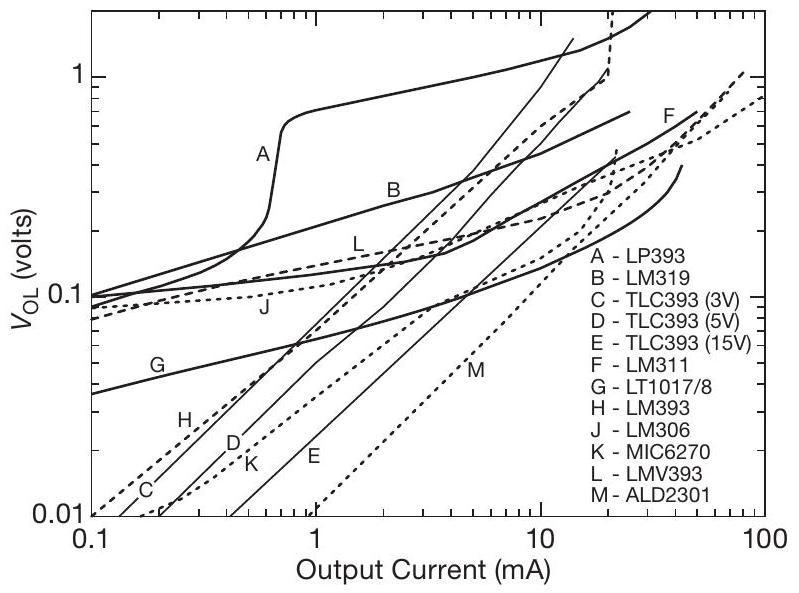 1
0.1
0.01
V_OL (volts)
0.1
1
10
100
Output Current (mA)
A
B
C
D
E
F
G
H
J
K
L
M
A - LP393
B - LM319
C - TLC393 (3V)
D - TLC393 (5V)
E - TLC393 (15V)
F - LM311
G - LT1017/8
H - LM393
J - LM306
K - MIC6270
L - LMV393
M - ALD2301